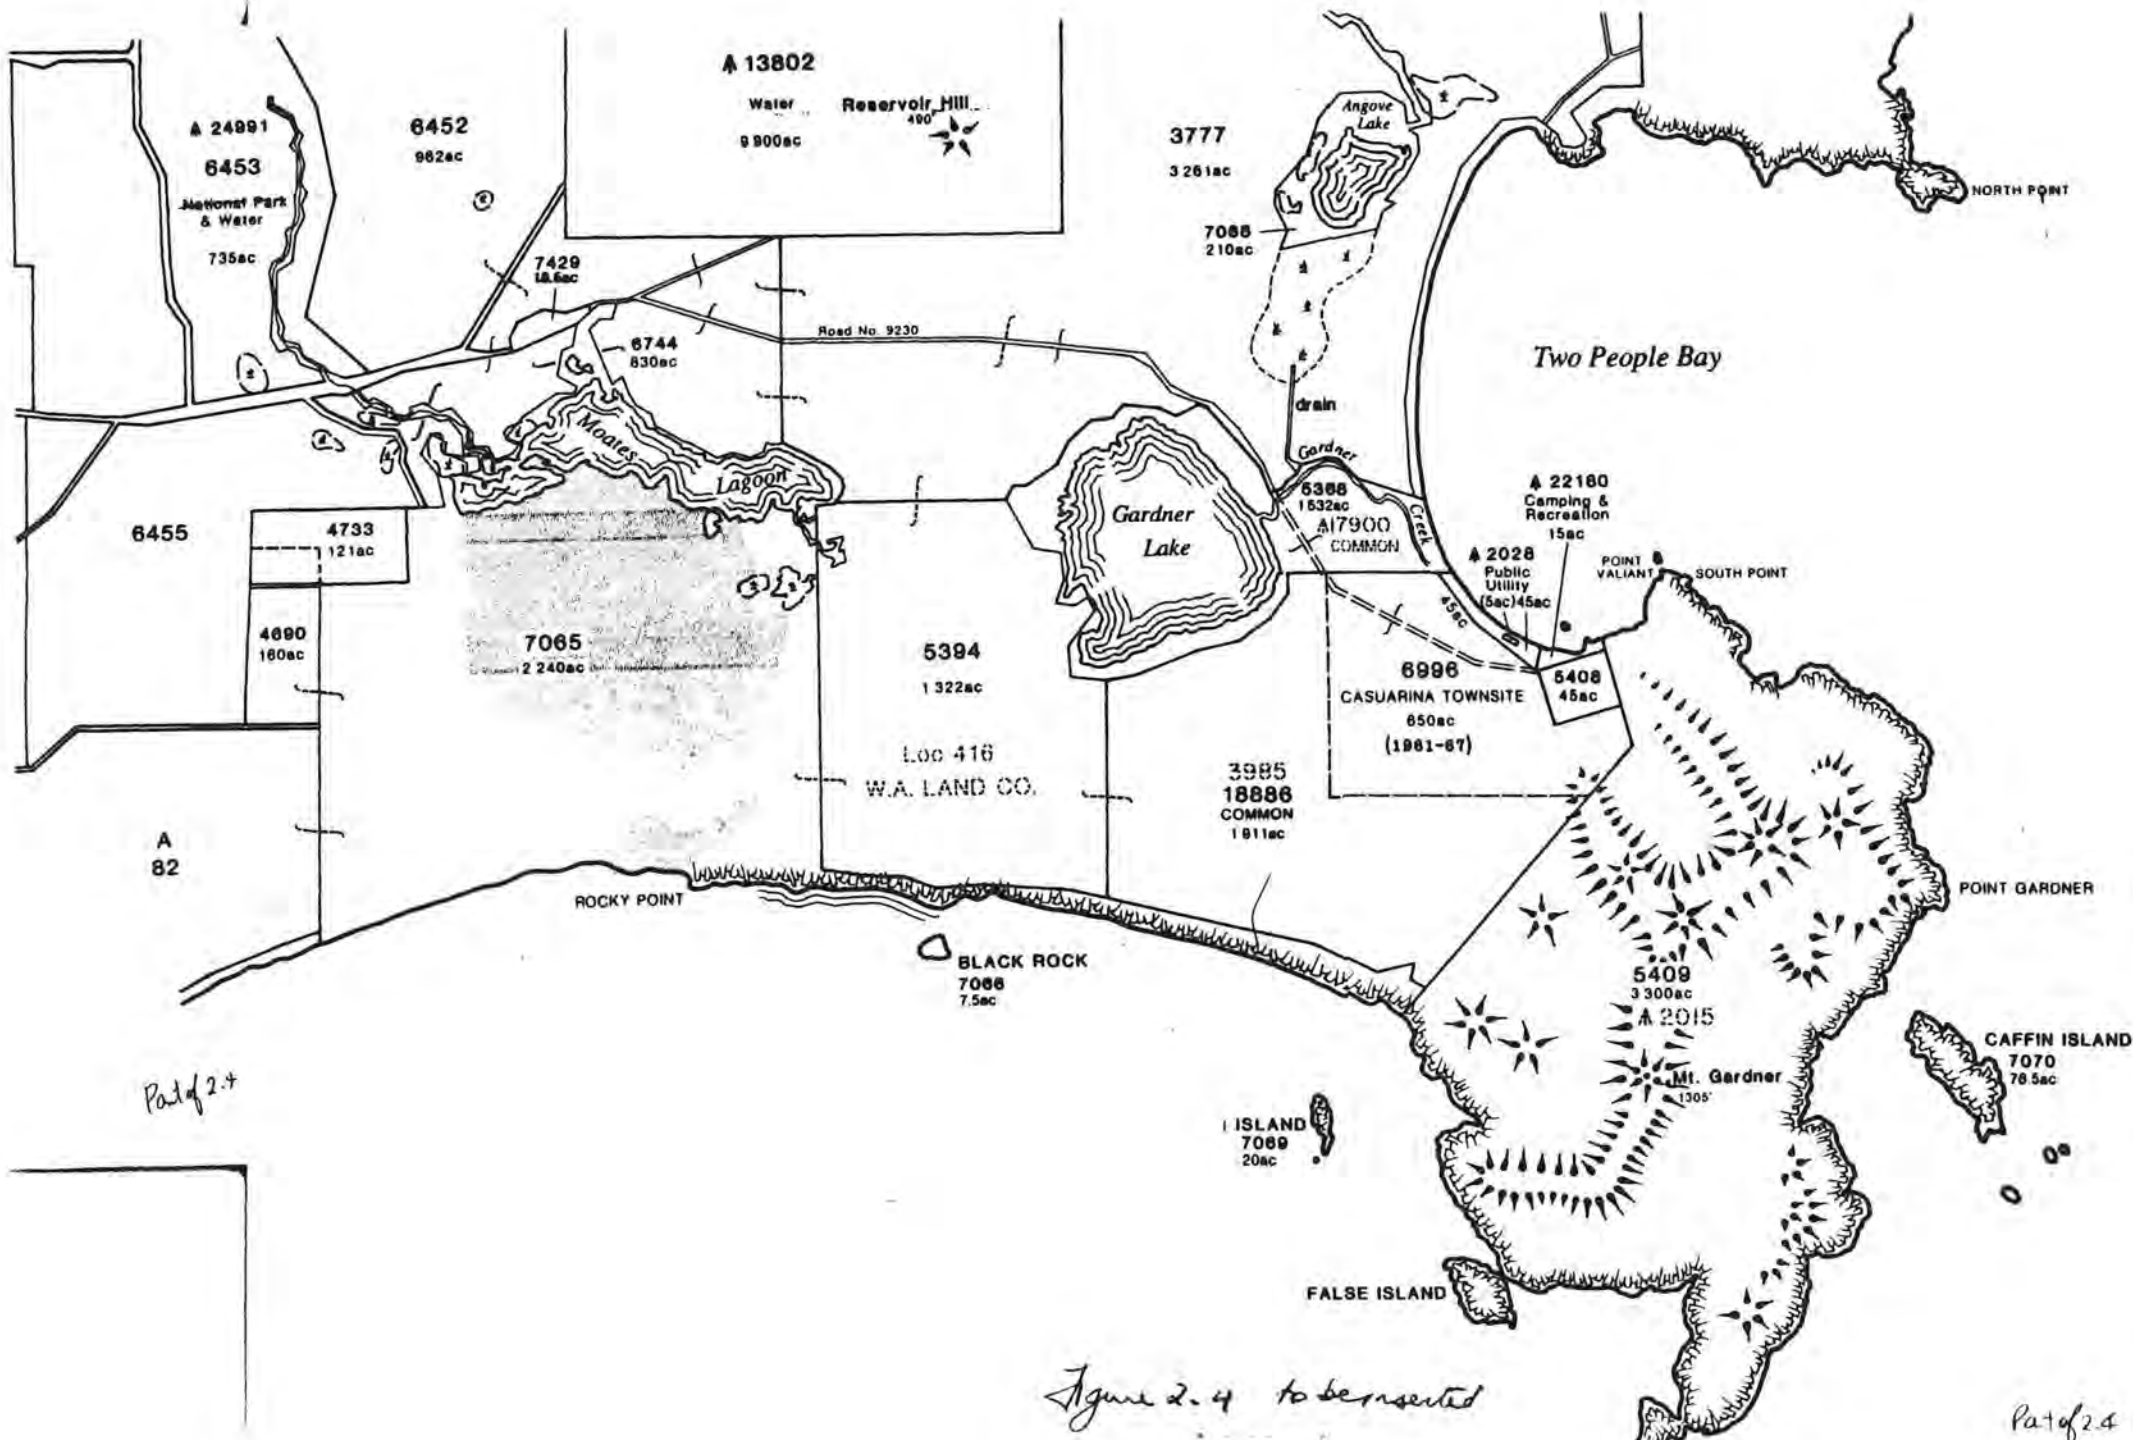 13802
Water
9 900ac
Reservoir Hill
490'
24991
6453
National Park
& Water
735ac
6452
962ac
3777
3 261ac
Angove
Lake
NORTH POINT
7429
18.6ac
210ac
Road No. 9230
6744
830ac
Two People Bay
drain
Moates
Lagoon
Gardner
Creek
Gardner
Lake
1 532ac
A17900
COMMON
22180
Camping &
Recreation
15ac
2028
Public
Utility
(5ac)45ac
45ac
POINT
VALIANT
SOUTH POINT
6455
4733
121ac
4690
160ac
7065
2 240ac
5394
1 322ac
Loc 416
W.A. LAND CO.
6996
CASUARINA TOWNSITE
650ac
(1961-67)
5408
45ac
3985
18886
COMMON
1 911ac
A
82
ROCKY POINT
POINT GARDNER
BLACK ROCK
7066
7.5ac
5409
3 300ac
2015
Mt. Gardner
1305'
CAFFIN ISLAND
7070
76.5ac
ISLAND
7069
20ac
FALSE ISLAND
Part of 2.4
Figure 2.4 to be inserted
Part of 2.4